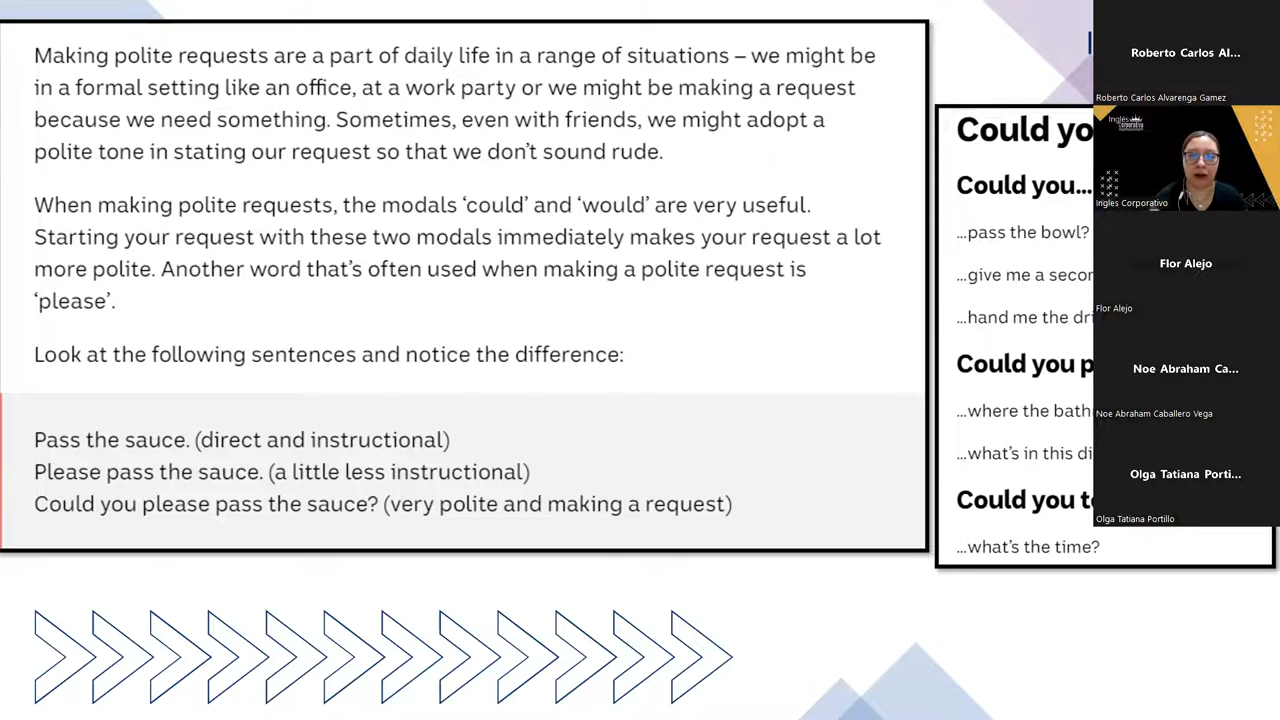 Making polite requests are a part of daily life in a range of situations – we might be
in a formal setting like an office, at a work party or we might be making a request
because we need something. Sometimes, even with friends, we might adopt a
polite tone in stating our request so that we don’t sound rude.
When making polite requests, the modals ‘could’ and ‘would’ are very useful.
Starting your request with these two modals immediately makes your request a lot
more polite. Another word that’s often used when making a polite request is
‘please’.
Look at the following sentences and notice the difference:
Pass the sauce. (direct and instructional)
Please pass the sauce. (a little less instructional)
Could you please pass the sauce? (very polite and making a request)
Could
Could you...
...pass the bowl?
...give me a
...hand me the
Could you
...where the
...what’s in this
Could you
...what’s the time?
Roberto Carlos Al...
Roberto Carlos Alvarenga Gamez
Inglés
Corporativo
Ingles Corporativo
Flor Alejo
Flor Alejo
Noe Abraham Ca...
Noe Abraham Caballero Vega
Olga Tatiana Porti...
Olga Tatiana Portillo